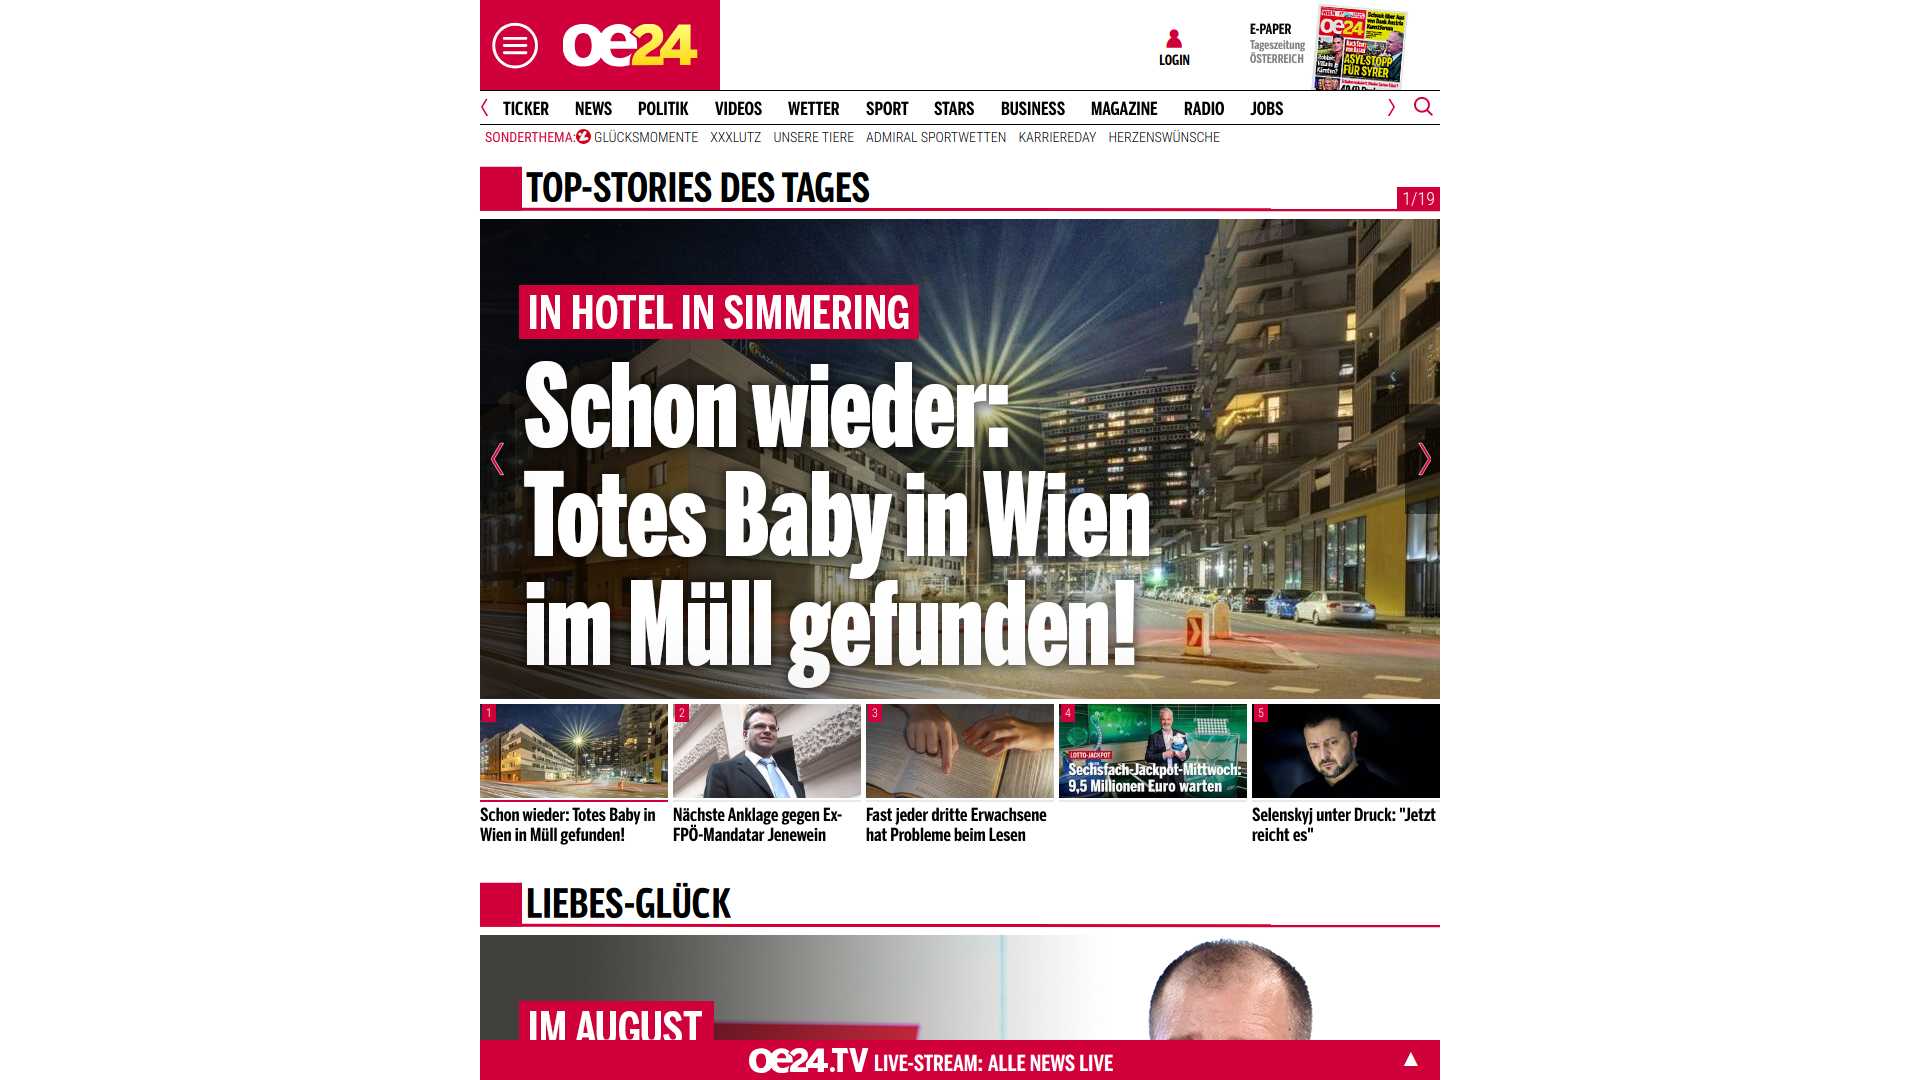 oe24
LOGIN
E-PAPER
Tageszeitung
ÖSTERREICH
oe24
ASYL-STOPP
FÜR SYRER
TICKER NEWS POLITIK VIDEOS WETTER SPORT STARS BUSINESS MAGAZINE RADIO JOBS
SONDERTHEMA: GLÜCKSMOMENTE XXXLUTZ UNSERE TIERE ADMIRAL SPORTWETTEN KARRIEREDAY HERZENSWÜNSCHE
TOP-STORIES DES TAGES
1/19
IN HOTEL IN SIMMERING
Schon wieder:
Totes Baby in Wien
im Müll gefunden!
1
2
3
4
5
LOTTO-JACKPOT
Sechsfach-Jackpot-Mittwoch:
9,5 Millionen Euro warten
Schon wieder: Totes Baby in
Wien in Müll gefunden!
Nächste Anklage gegen Ex-
FPÖ-Mandatar Jenewein
Fast jeder dritte Erwachsene
hat Probleme beim Lesen
Selenskyj unter Druck: "Jetzt
reicht es"
LIEBES-GLÜCK
IM AUGUST
oe24.TV LIVE-STREAM: ALLE NEWS LIVE